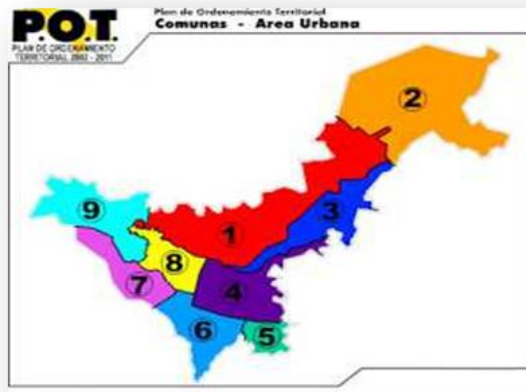 P.O.T.
PLAN DE ORDENAMIENTO
TERRITORIAL 2002 - 2011
Plan de Ordenamiento Territorial
Comunas - Area Urbana
2
3
9
1
8
7
4
6
5